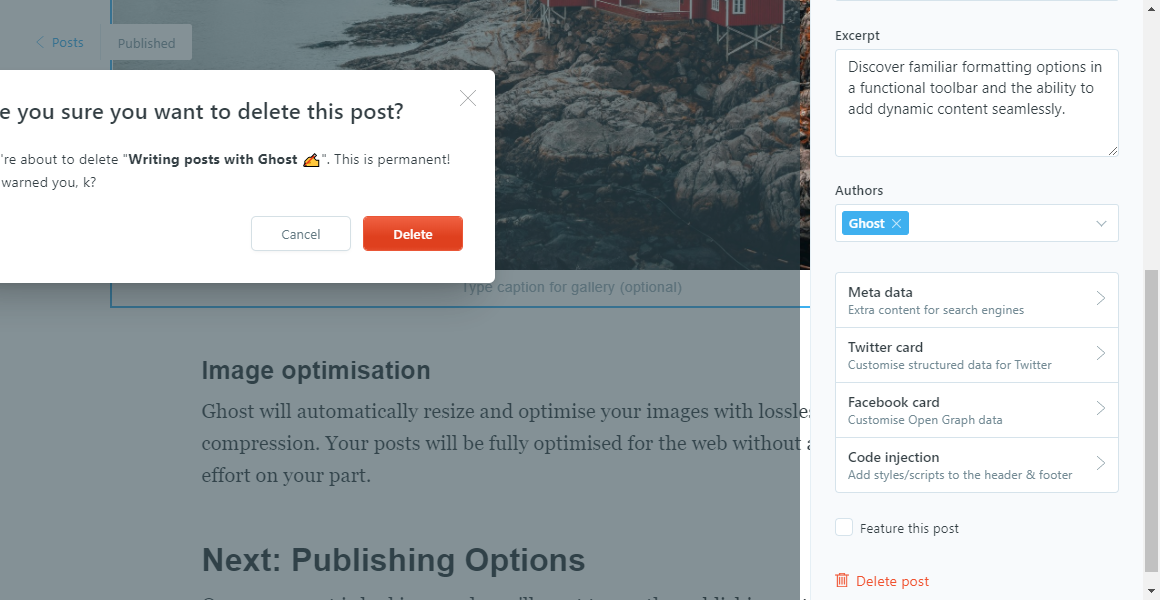 Posts
Published
e you sure you want to delete this post?
're about to delete "Writing posts with Ghost ✍️". This is permanent!
warned you, k?
Cancel
Delete
Type caption for gallery (optional)
Image optimisation
Ghost will automatically resize and optimise your images with lossle
compression. Your posts will be fully optimised for the web without a
effort on your part.
Next: Publishing Options
Excerpt
Discover familiar formatting options in
a functional toolbar and the ability to
add dynamic content seamlessly.
Authors
Ghost
Meta data
Extra content for search engines
Twitter card
Customise structured data for Twitter
Facebook card
Customise Open Graph data
Code injection
Add styles/scripts to the header & footer
Feature this post
Delete post